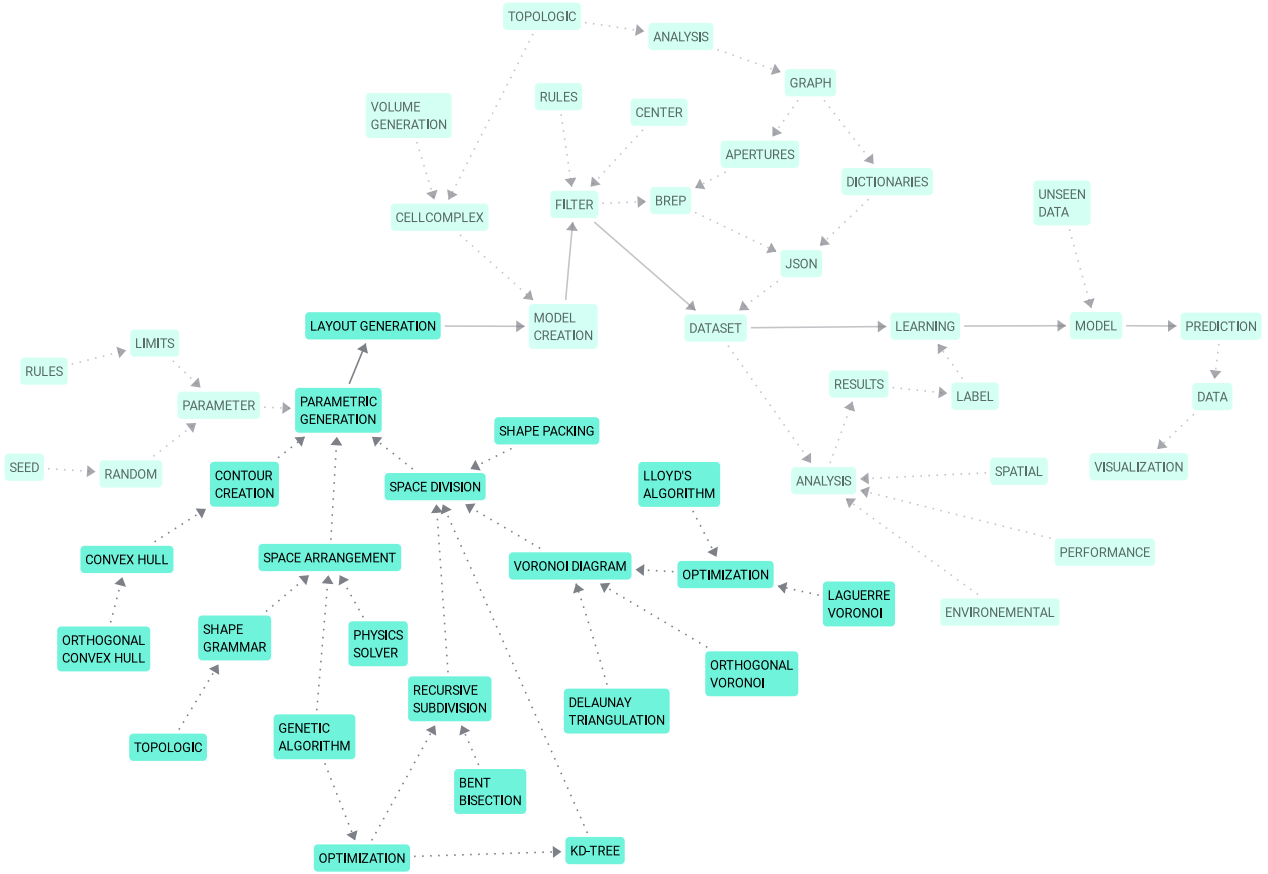 TOPOLOGIC
ANALYSIS
GRAPH
RULES
VOLUME
GENERATION
CENTER
APERTURES
DICTIONARIES
CELLCOMPLEX
FILTER
BREP
UNSEEN
DATA
JSON
LAYOUT GENERATION
MODEL
CREATION
DATASET
LEARNING
MODEL
PREDICTION
LIMITS
RULES
PARAMETER
PARAMETRIC
GENERATION
RESULTS
LABEL
DATA
SHAPE PACKING
SEED
RANDOM
CONTOUR
CREATION
SPACE DIVISION
LLOYD'S
ALGORITHM
ANALYSIS
SPATIAL
VISUALIZATION
CONVEX HULL
SPACE ARRANGEMENT
VORONOI DIAGRAM
OPTIMIZATION
PERFORMANCE
LAGUERRE
VORONOI
ENVIRONEMENTAL
ORTHOGONAL
CONVEX HULL
SHAPE
GRAMMAR
PHYSICS
SOLVER
ORTHOGONAL
VORONOI
RECURSIVE
SUBDIVISION
DELAUNAY
TRIANGULATION
TOPOLOGIC
GENETIC
ALGORITHM
BENT
BISECTION
OPTIMIZATION
KD-TREE